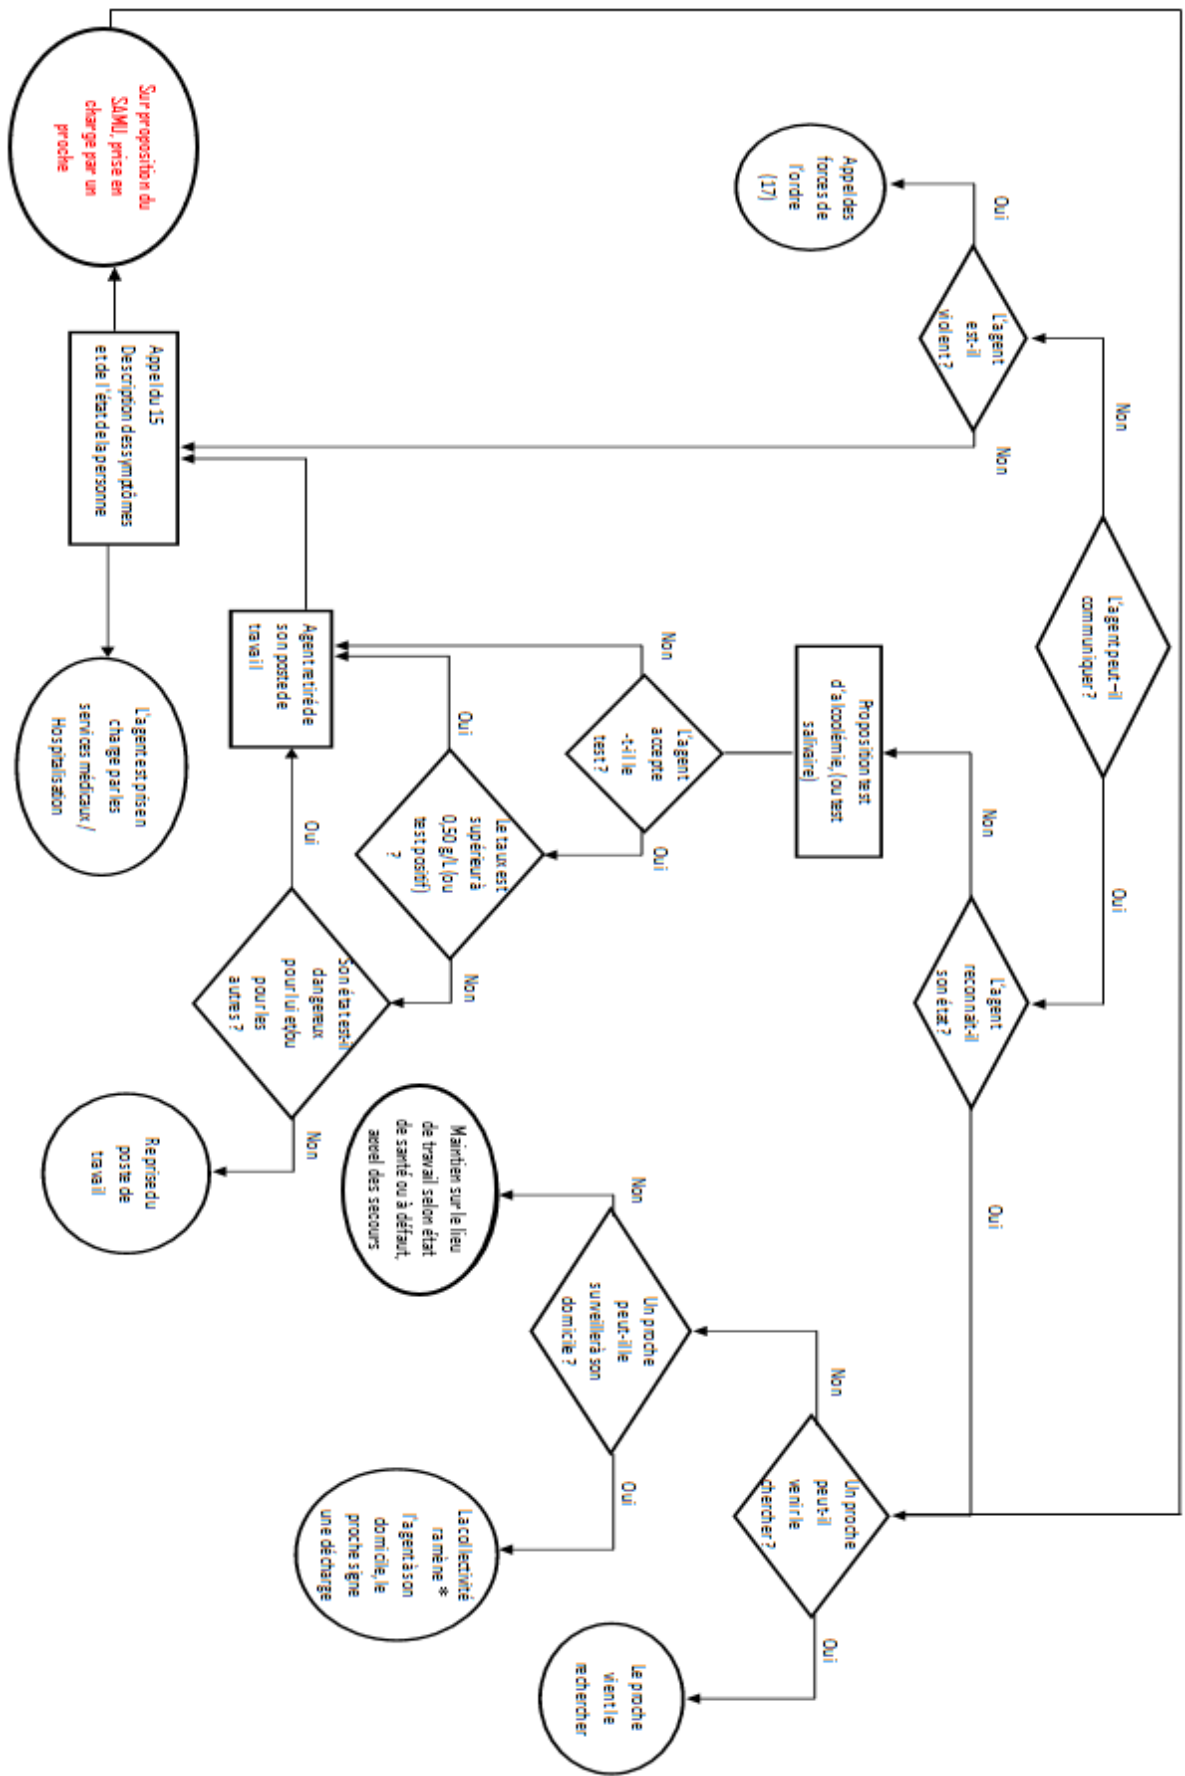 L'agent peut-il
communiquer ?
Non
Oui
L'agent
est-il
violent ?
Oui
Non
Appel des
forces de
l'ordre
(17)
L'agent
reconnait-il
son état ?
Non
Oui
Proposition test
d'alcoolémie, (ou test
salivaire)
L'agent
accepte
-t-il le
test ?
Non
Oui
Le taux est
supérieur à
0,50 g/L (ou
test positif)
?
Oui
Non
Son état est-il
dangereux
pour lui et/ou
pour les
autres ?
Oui
Non
Agent retiré de
son poste de
travail
Reprise du
poste de
travail
Appel du 15
Description des symptômes
et de l'état de la personne
Sur proposition du
SAMU, prise en
charge par un
proche
L'agent est pris en
charge par les
services médicaux /
Hospitalisation
Un proche
peut-il
venir le
chercher ?
Non
Oui
Un proche
peut-il le
surveiller à son
domicile ?
Non
Oui
Maintien sur le lieu
de travail selon état
de santé ou à défaut,
appel des secours
La collectivité
ramène *
l'agent à son
domicile, le
proche signe
une décharge
Le proche
vient le
rechercher